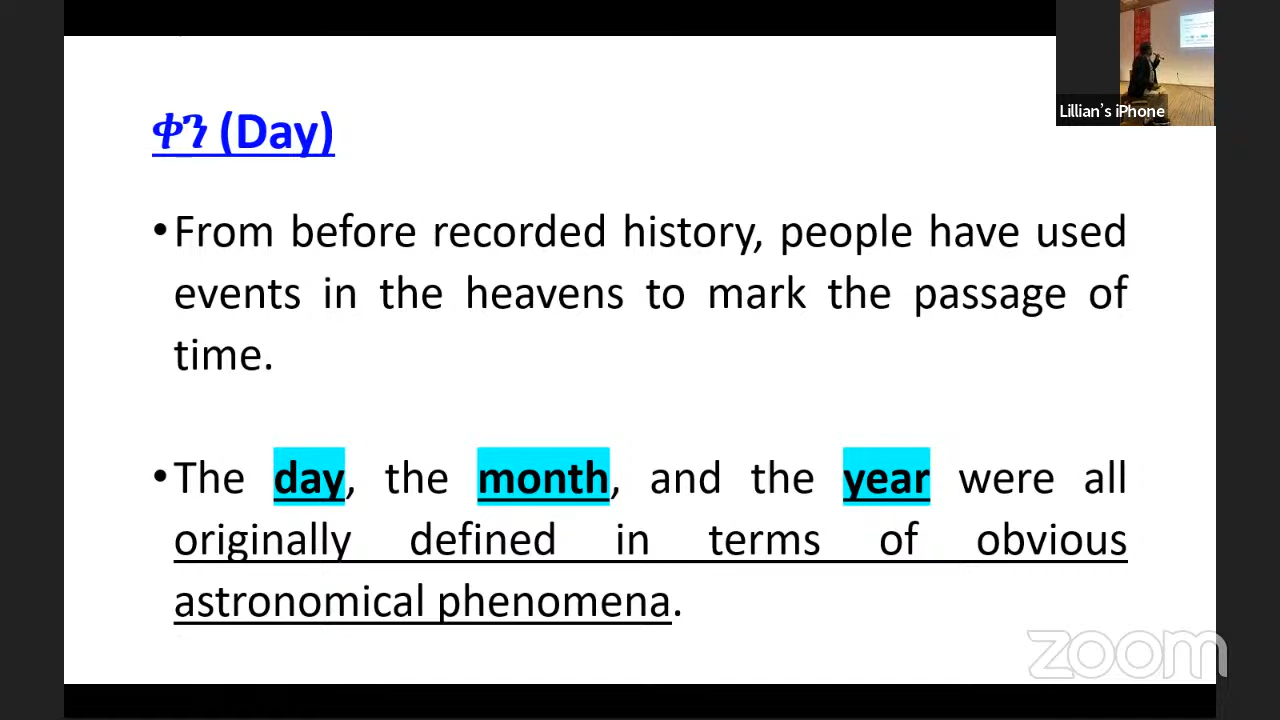 ቀን (Day)
•From before recorded history, people have used
events in the heavens to mark the passage of
time.
•The day, the month, and the year were all
originally defined in terms of obvious
astronomical phenomena.
Lillian's iPhone
zoom